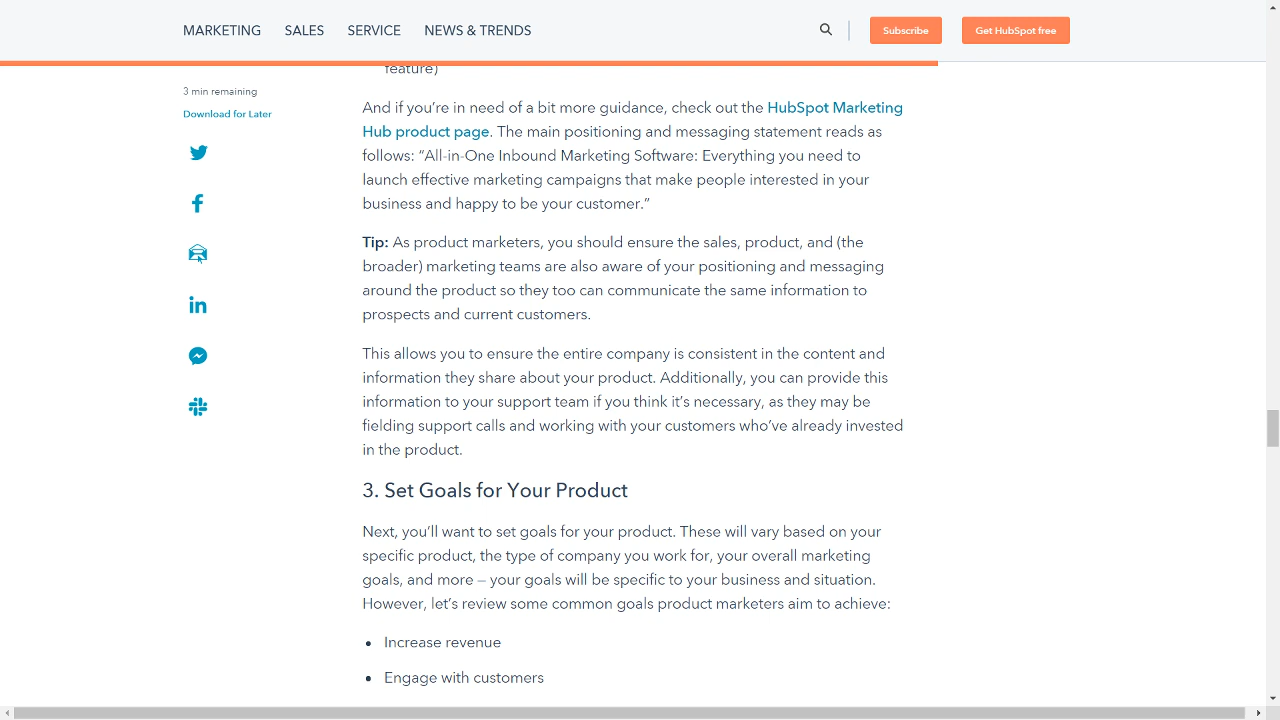 MARKETING SALES SERVICE NEWS & TRENDS Subscribe Get HubSpot free
feature)
3 min remaining
Download for Later
And if you’re in need of a bit more guidance, check out the HubSpot Marketing
Hub product page. The main positioning and messaging statement reads as
follows: “All-in-One Inbound Marketing Software: Everything you need to
launch effective marketing campaigns that make people interested in your
business and happy to be your customer.”
Tip: As product marketers, you should ensure the sales, product, and (the
broader) marketing teams are also aware of your positioning and messaging
around the product so they too can communicate the same information to
prospects and current customers.
This allows you to ensure the entire company is consistent in the content and
information they share about your product. Additionally, you can provide this
information to your support team if you think it’s necessary, as they may be
fielding support calls and working with your customers who’ve already invested
in the product.
3. Set Goals for Your Product
Next, you’ll want to set goals for your product. These will vary based on your
specific product, the type of company you work for, your overall marketing
goals, and more – your goals will be specific to your business and situation.
However, let’s review some common goals product marketers aim to achieve:
• Increase revenue
• Engage with customers